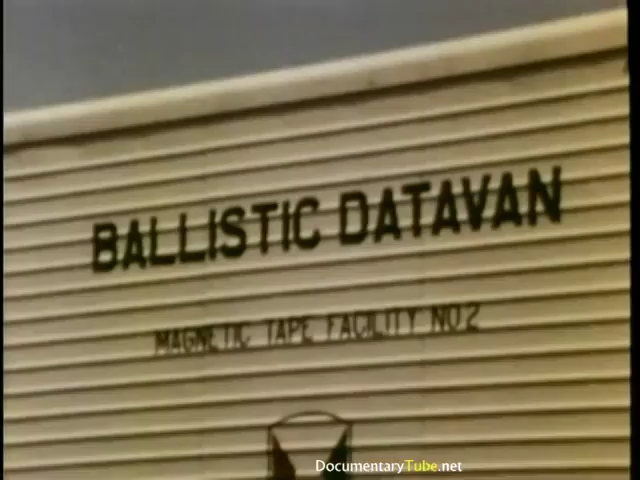 BALLISTIC DATAVAN
MAGNETIC TAPE FACILITY NO.2
DocumentaryTube.net